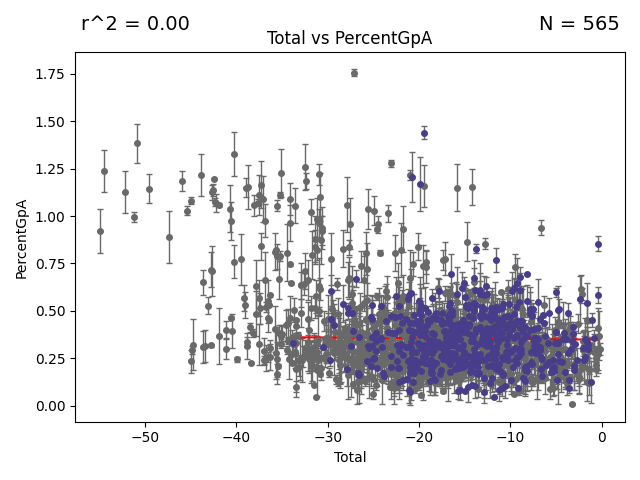 r^2 = 0.00
N = 565
Total vs PercentGpA
1.75
1.50
1.25
1.00
0.75
0.50
0.25
0.00
PercentGpA
−50
−40
−30
−20
−10
0
Total